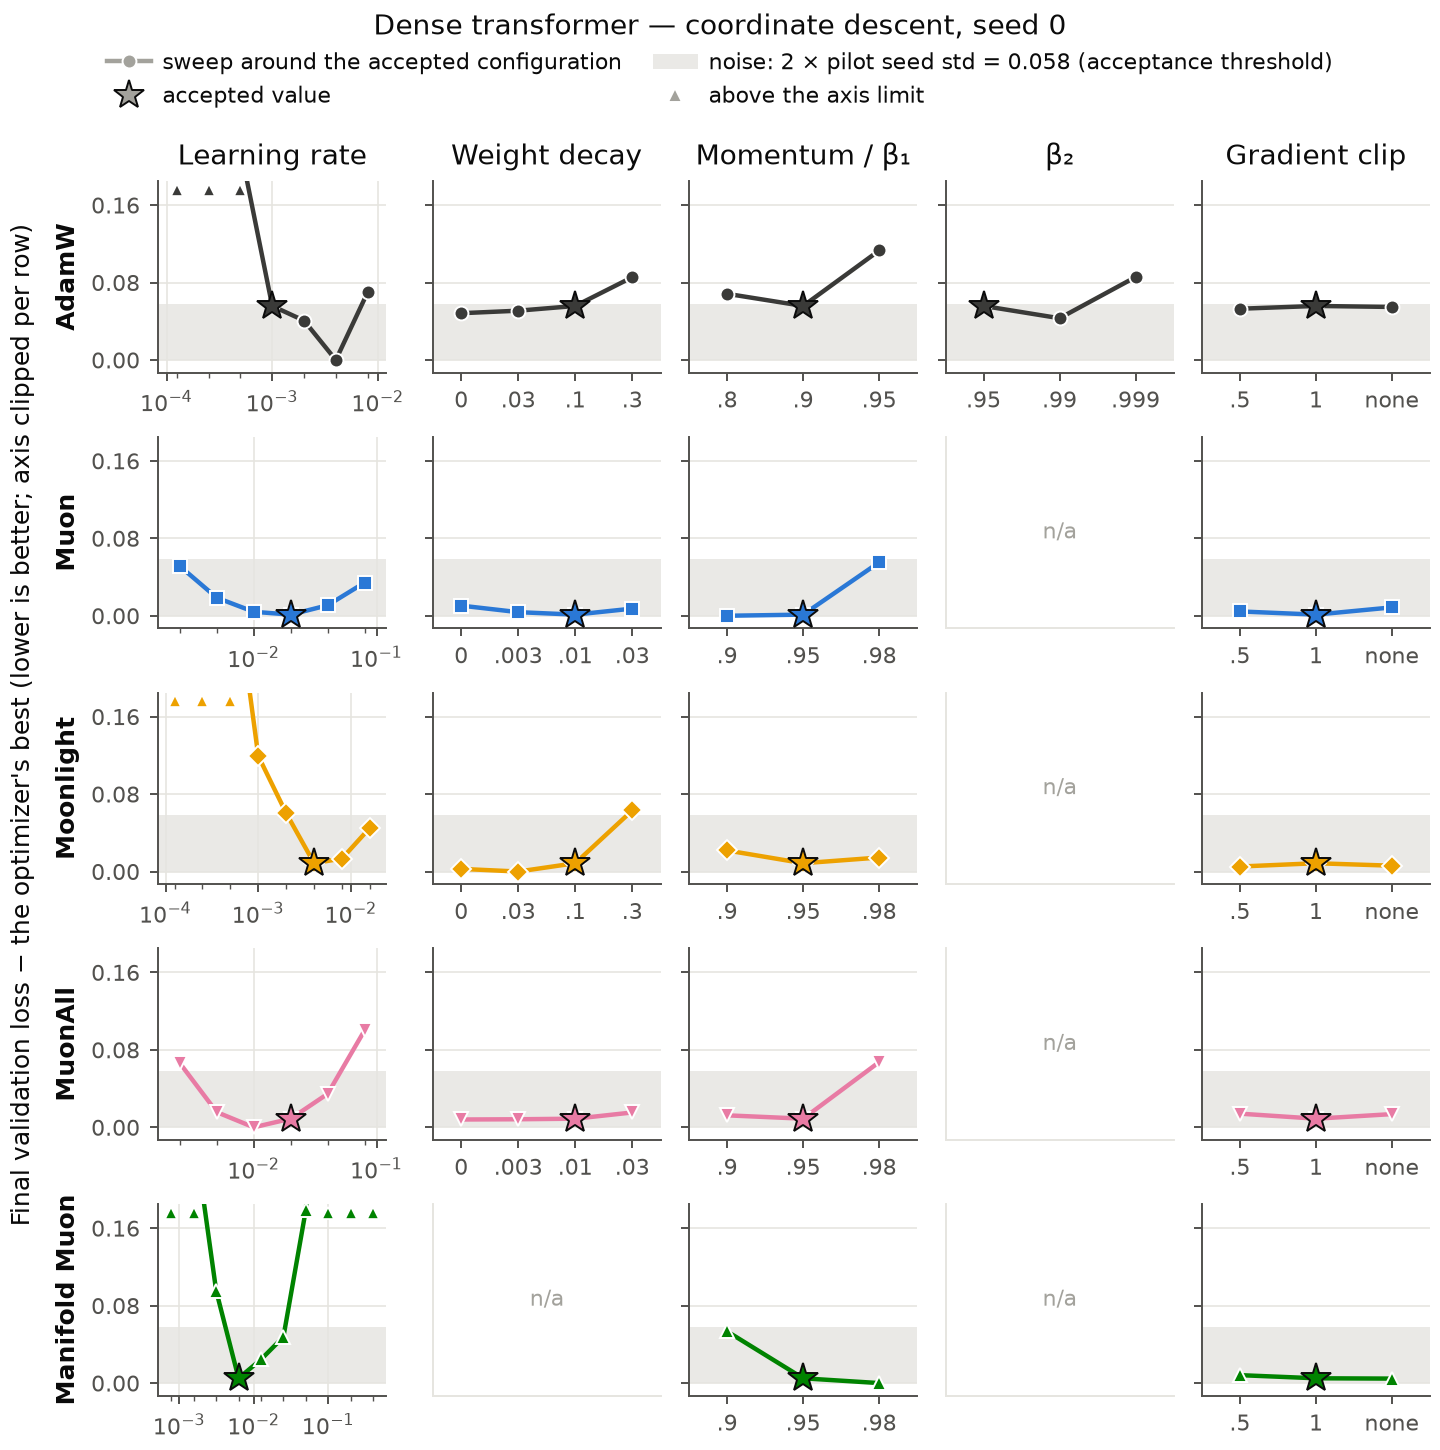 Dense transformer — coordinate descent, seed 0
sweep around the accepted configuration
noise: 2 × pilot seed std = 0.058 (acceptance threshold)
accepted value
above the axis limit
Learning rate
Weight decay
Momentum / β₁
β₂
Gradient clip
Final validation loss − the optimizer's best (lower is better; axis clipped per row)
AdamW
0.16
0.08
0.00
10⁻⁴ 10⁻³ 10⁻²
0 .03 .1 .3
.8 .9 .95
.95 .99 .999
.5 1 none
Muon
0.16
0.08
0.00
n/a
10⁻² 10⁻¹
0 .003 .01 .03
.9 .95 .98
.5 1 none
Moonlight
0.16
0.08
0.00
n/a
10⁻⁴ 10⁻³ 10⁻²
0 .03 .1 .3
.9 .95 .98
.5 1 none
MuonAll
0.16
0.08
0.00
n/a
10⁻² 10⁻¹
0 .003 .01 .03
.9 .95 .98
.5 1 none
Manifold Muon
0.16
0.08
0.00
n/a
n/a
10⁻³ 10⁻² 10⁻¹
.9 .95 .98
.5 1 none